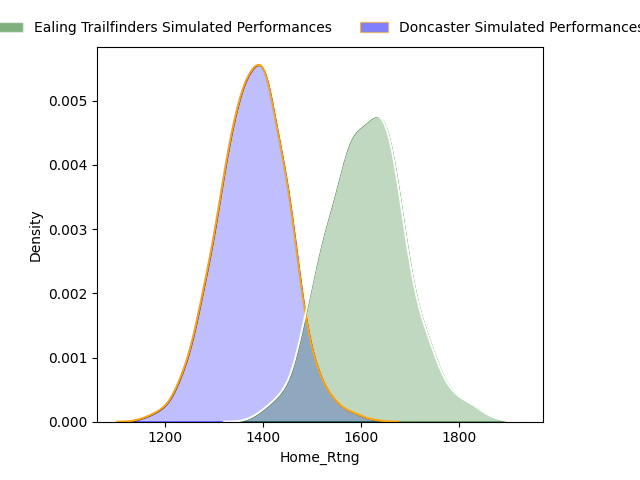 Ealing Trailfinders Simulated Performances Doncaster Simulated Performances
0.005
0.004
0.003
0.002
0.001
0.000
Density
1200 1400 1600 1800
Home_Rtng